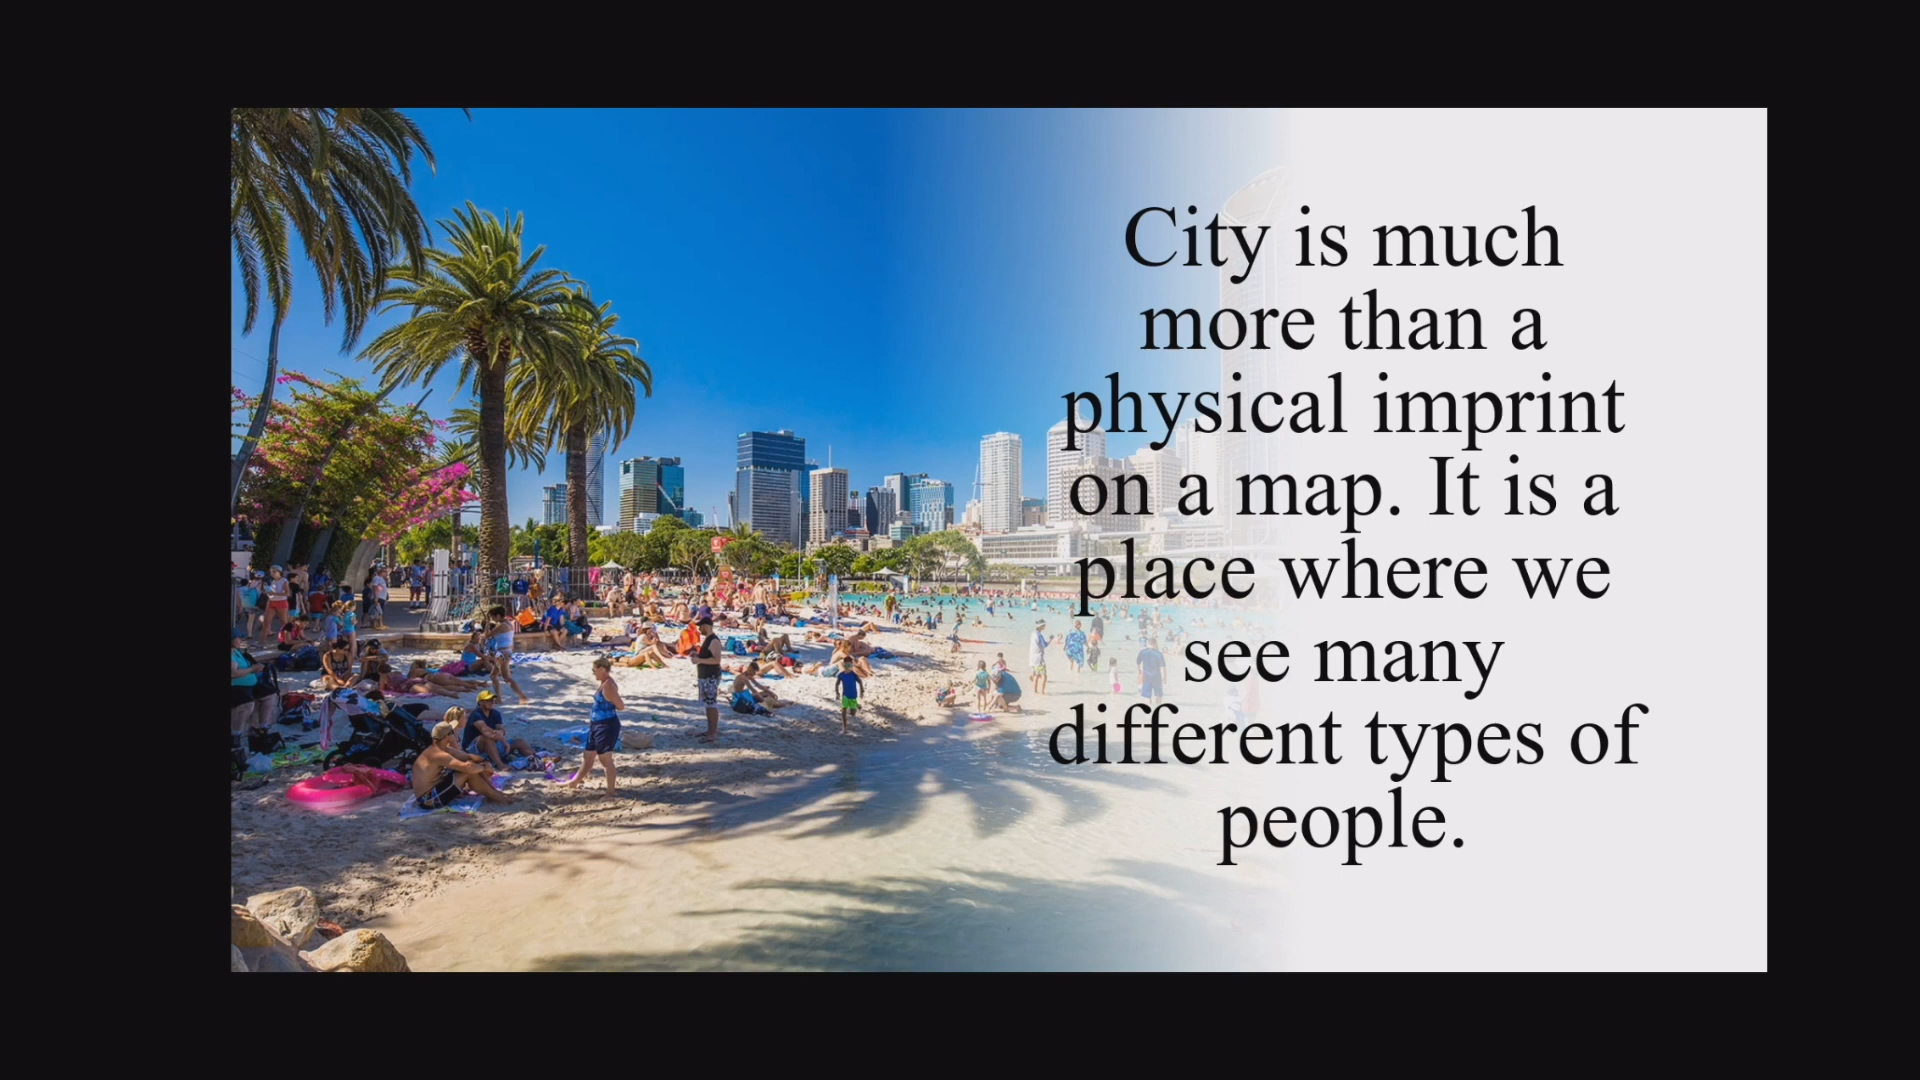 City is much
more than a
physical imprint
on a map. It is a
place where we
see many
different types of
people.